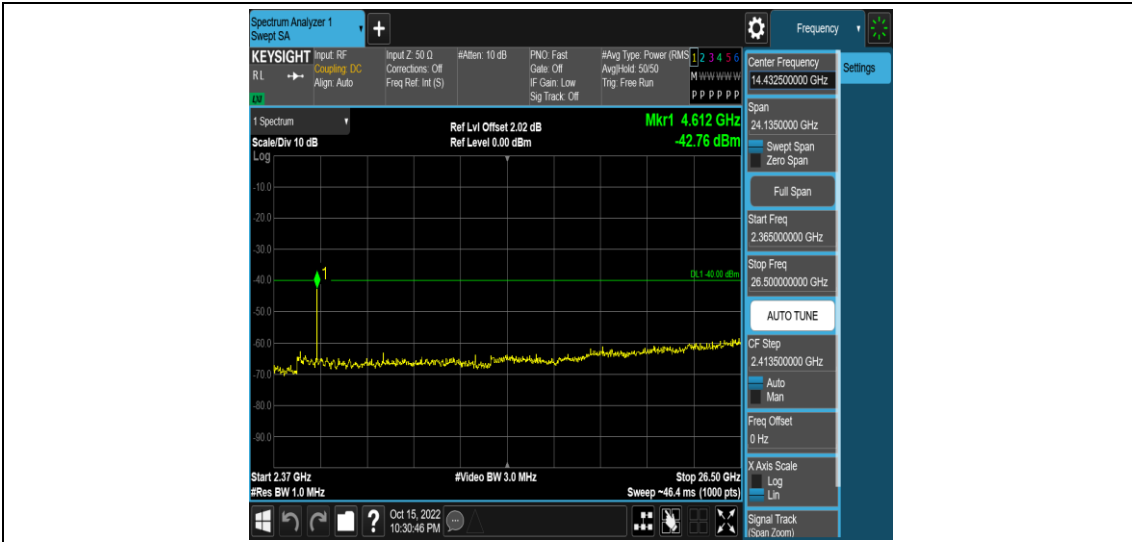 Spectrum Analyzer 1
Swept SA
+
Frequency
KEYSIGHT
Input: RF
Coupling: DC
Align: Auto
Input Z: 50 Ω
Corrections: Off
Freq Ref: Int (S)
#Atten: 10 dB
PNO: Fast
Gate: Off
IF Gain: Low
Sig Track: Off
#Avg Type: Power (RMS
Avg|Hold: 50/50
Trig: Free Run
1 2 3 4 5 6
M W W W W W
P P P P P P
R L
LNI
1 Spectrum
Scale/Div 10 dB
Log
Ref Lvl Offset 2.02 dB
Ref Level 0.00 dBm
Mkr1 4.612 GHz
-42.76 dBm
-10.0
-20.0
-30.0
-40.0
-50.0
-60.0
-70.0
-80.0
-90.0
1
DL1 -40.00 dBm
Start 2.37 GHz
#Res BW 1.0 MHz
#Video BW 3.0 MHz
Stop 26.50 GHz
Sweep ~46.4 ms (1000 pts)
?
Oct 15, 2022
10:30:46 PM
Center Frequency
14.432500000 GHz
Settings
Span
24.1350000 GHz
Swept Span
Zero Span
Full Span
Start Freq
2.365000000 GHz
Stop Freq
26.500000000 GHz
AUTO TUNE
CF Step
2.413500000 GHz
Auto
Man
Freq Offset
0 Hz
X Axis Scale
Log
Lin
Signal Track
(Span Zoom)